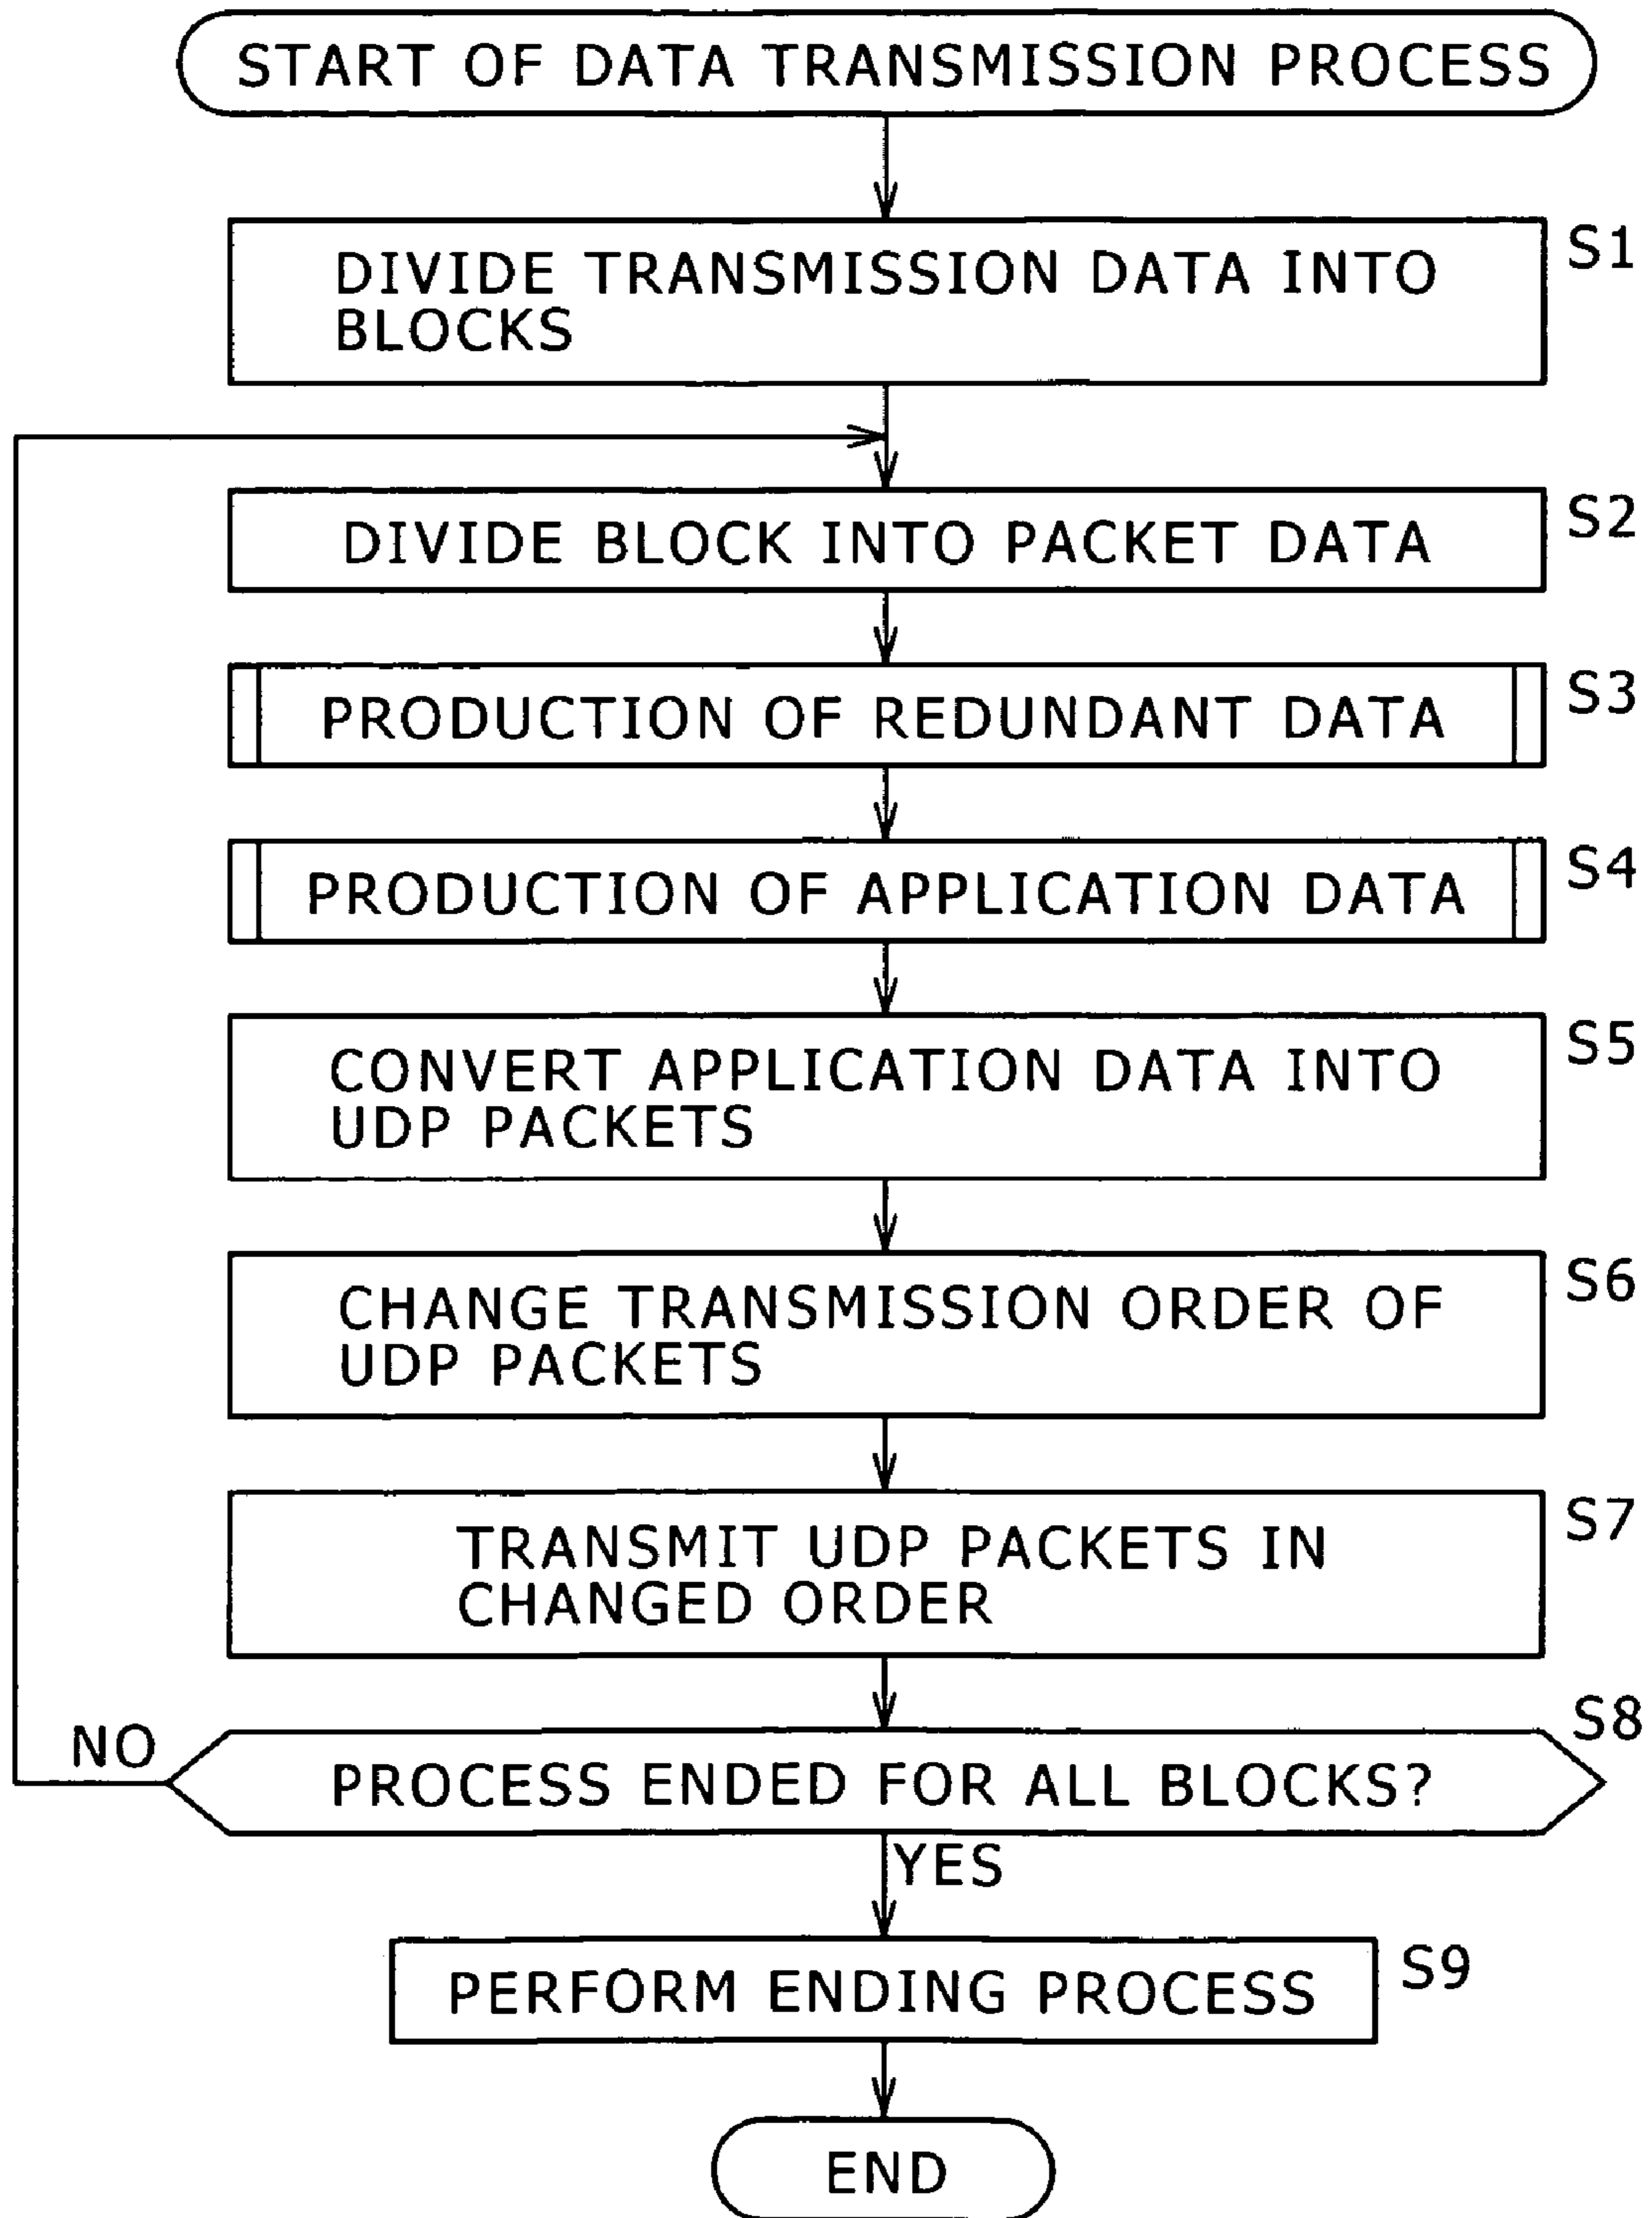 START OF DATA TRANSMISSION PROCESS
S1
DIVIDE TRANSMISSION DATA INTO
BLOCKS
S2
DIVIDE BLOCK INTO PACKET DATA
S3
PRODUCTION OF REDUNDANT DATA
S4
PRODUCTION OF APPLICATION DATA
S5
CONVERT APPLICATION DATA INTO
UDP PACKETS
S6
CHANGE TRANSMISSION ORDER OF
UDP PACKETS
S7
TRANSMIT UDP PACKETS IN
CHANGED ORDER
S8
NO
PROCESS ENDED FOR ALL BLOCKS?
YES
S9
PERFORM ENDING PROCESS
END